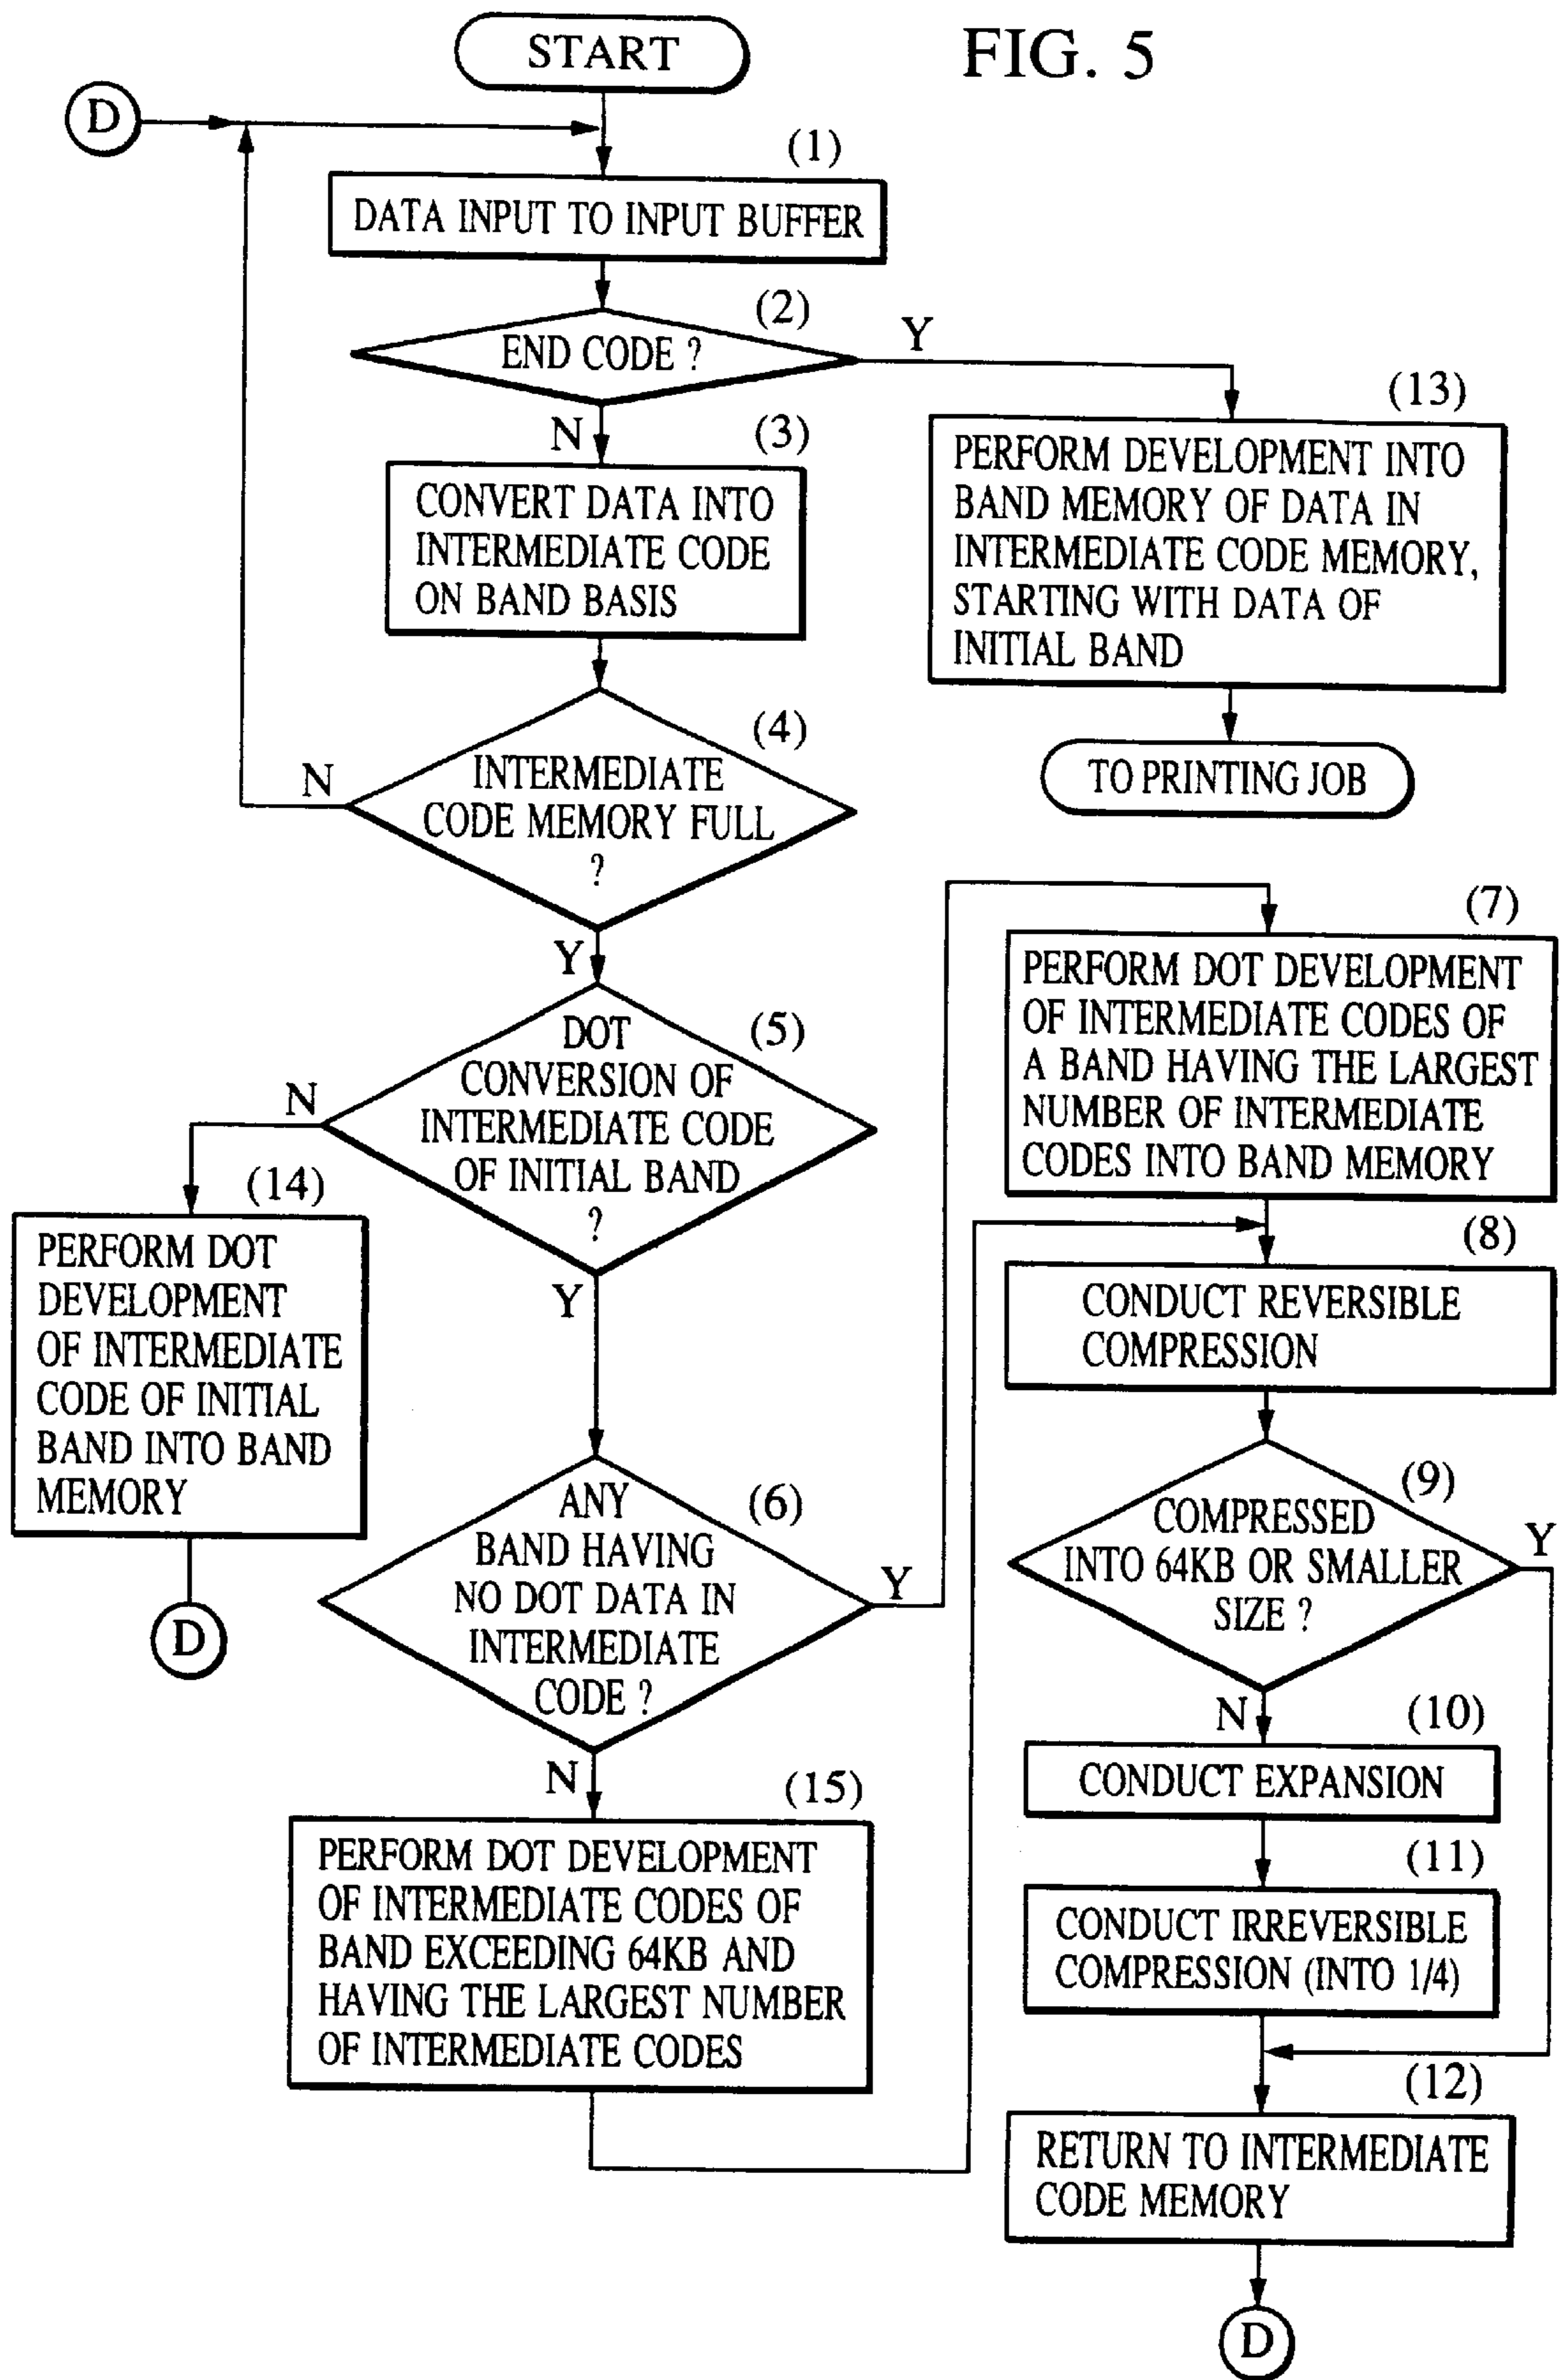 START
FIG. 5
D
(1)
DATA INPUT TO INPUT BUFFER
(2)
END CODE ?
Y
N
(3)
CONVERT DATA INTO
INTERMEDIATE CODE
ON BAND BASIS
(13)
PERFORM DEVELOPMENT INTO
BAND MEMORY OF DATA IN
INTERMEDIATE CODE MEMORY,
STARTING WITH DATA OF
INITIAL BAND
TO PRINTING JOB
(4)
INTERMEDIATE
CODE MEMORY FULL
?
N
Y
(5)
DOT
CONVERSION OF
INTERMEDIATE CODE
OF INITIAL BAND
?
N
Y
(14)
PERFORM DOT
DEVELOPMENT
OF INTERMEDIATE
CODE OF INITIAL
BAND INTO BAND
MEMORY
D
(6)
ANY
BAND HAVING
NO DOT DATA IN
INTERMEDIATE
CODE ?
Y
N
(15)
PERFORM DOT DEVELOPMENT
OF INTERMEDIATE CODES OF
BAND EXCEEDING 64KB AND
HAVING THE LARGEST NUMBER
OF INTERMEDIATE CODES
(7)
PERFORM DOT DEVELOPMENT
OF INTERMEDIATE CODES OF
A BAND HAVING THE LARGEST
NUMBER OF INTERMEDIATE
CODES INTO BAND MEMORY
(8)
CONDUCT REVERSIBLE
COMPRESSION
(9)
COMPRESSED
INTO 64KB OR SMALLER
SIZE ?
Y
N
(10)
CONDUCT EXPANSION
(11)
CONDUCT IRREVERSIBLE
COMPRESSION (INTO 1/4)
(12)
RETURN TO INTERMEDIATE
CODE MEMORY
D